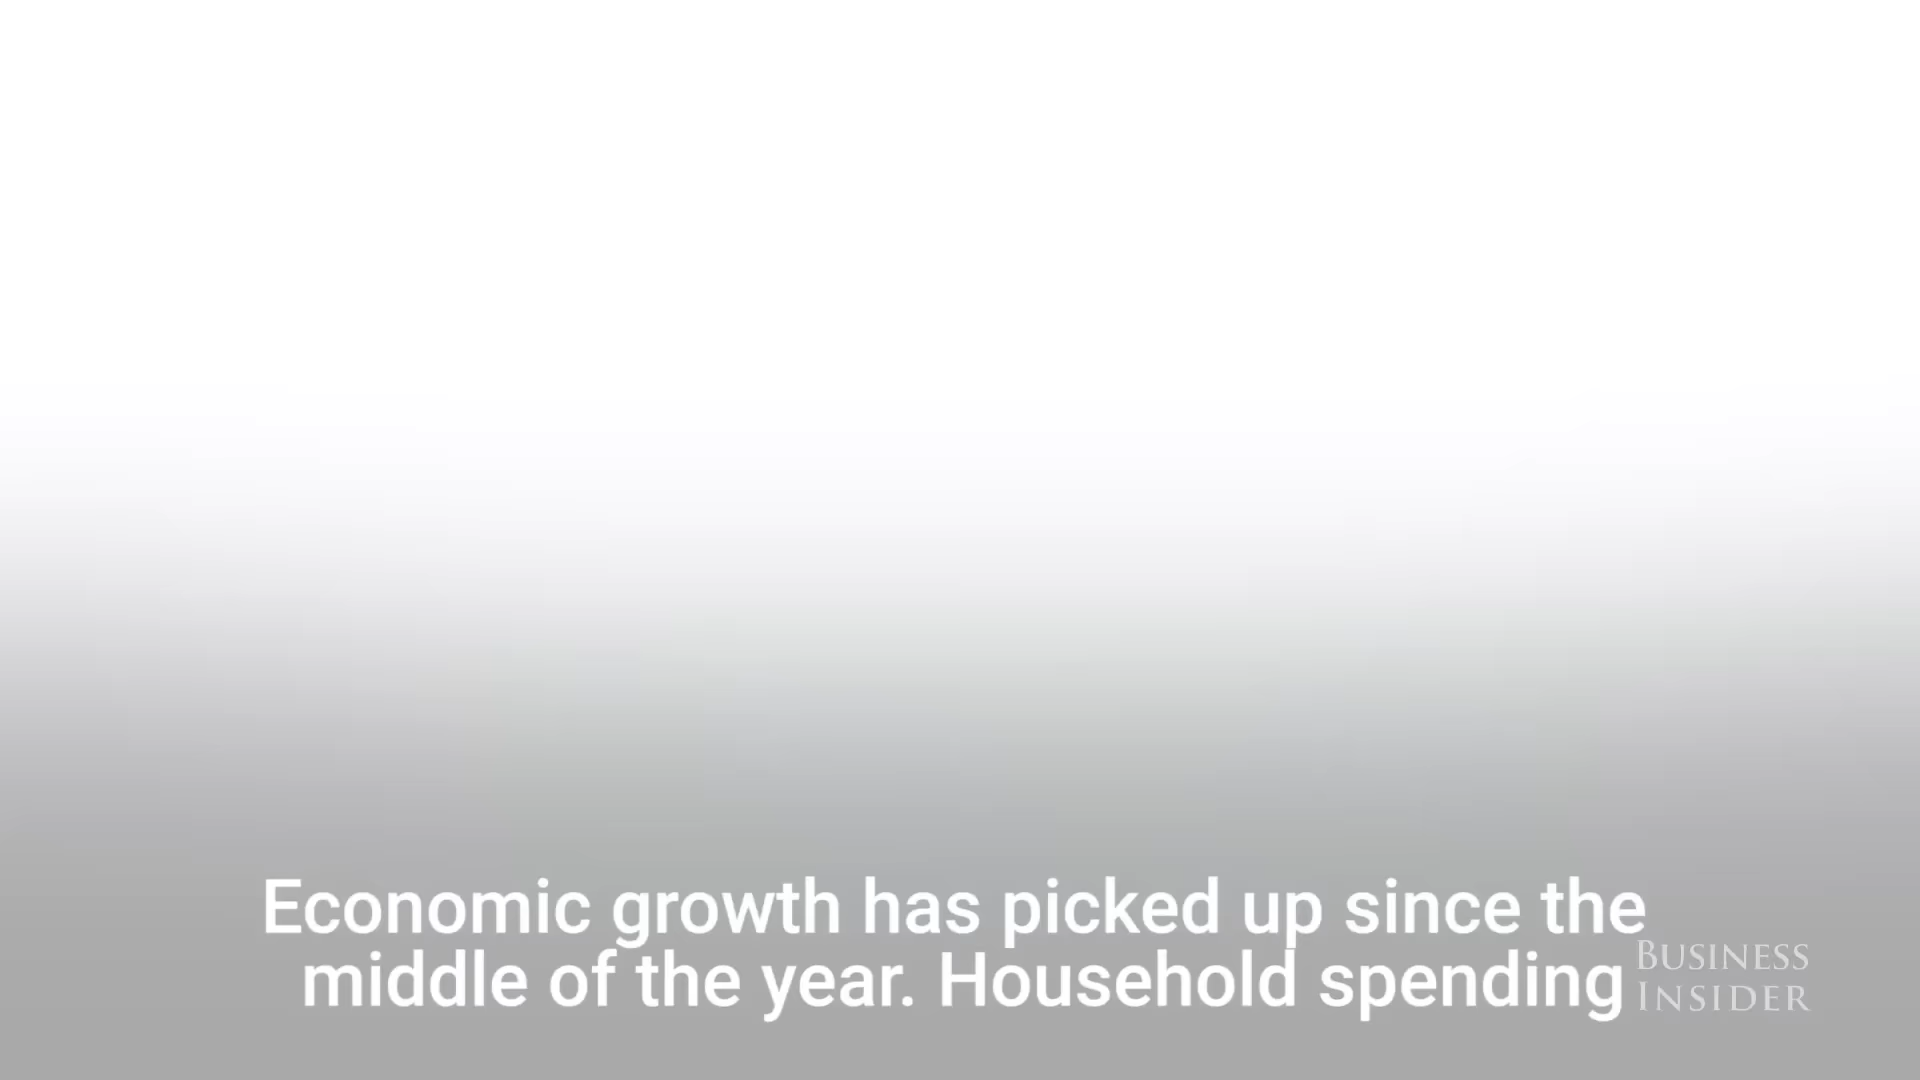 Economic growth has picked up since the
middle of the year. Household spending
BUSINESS
INSIDER